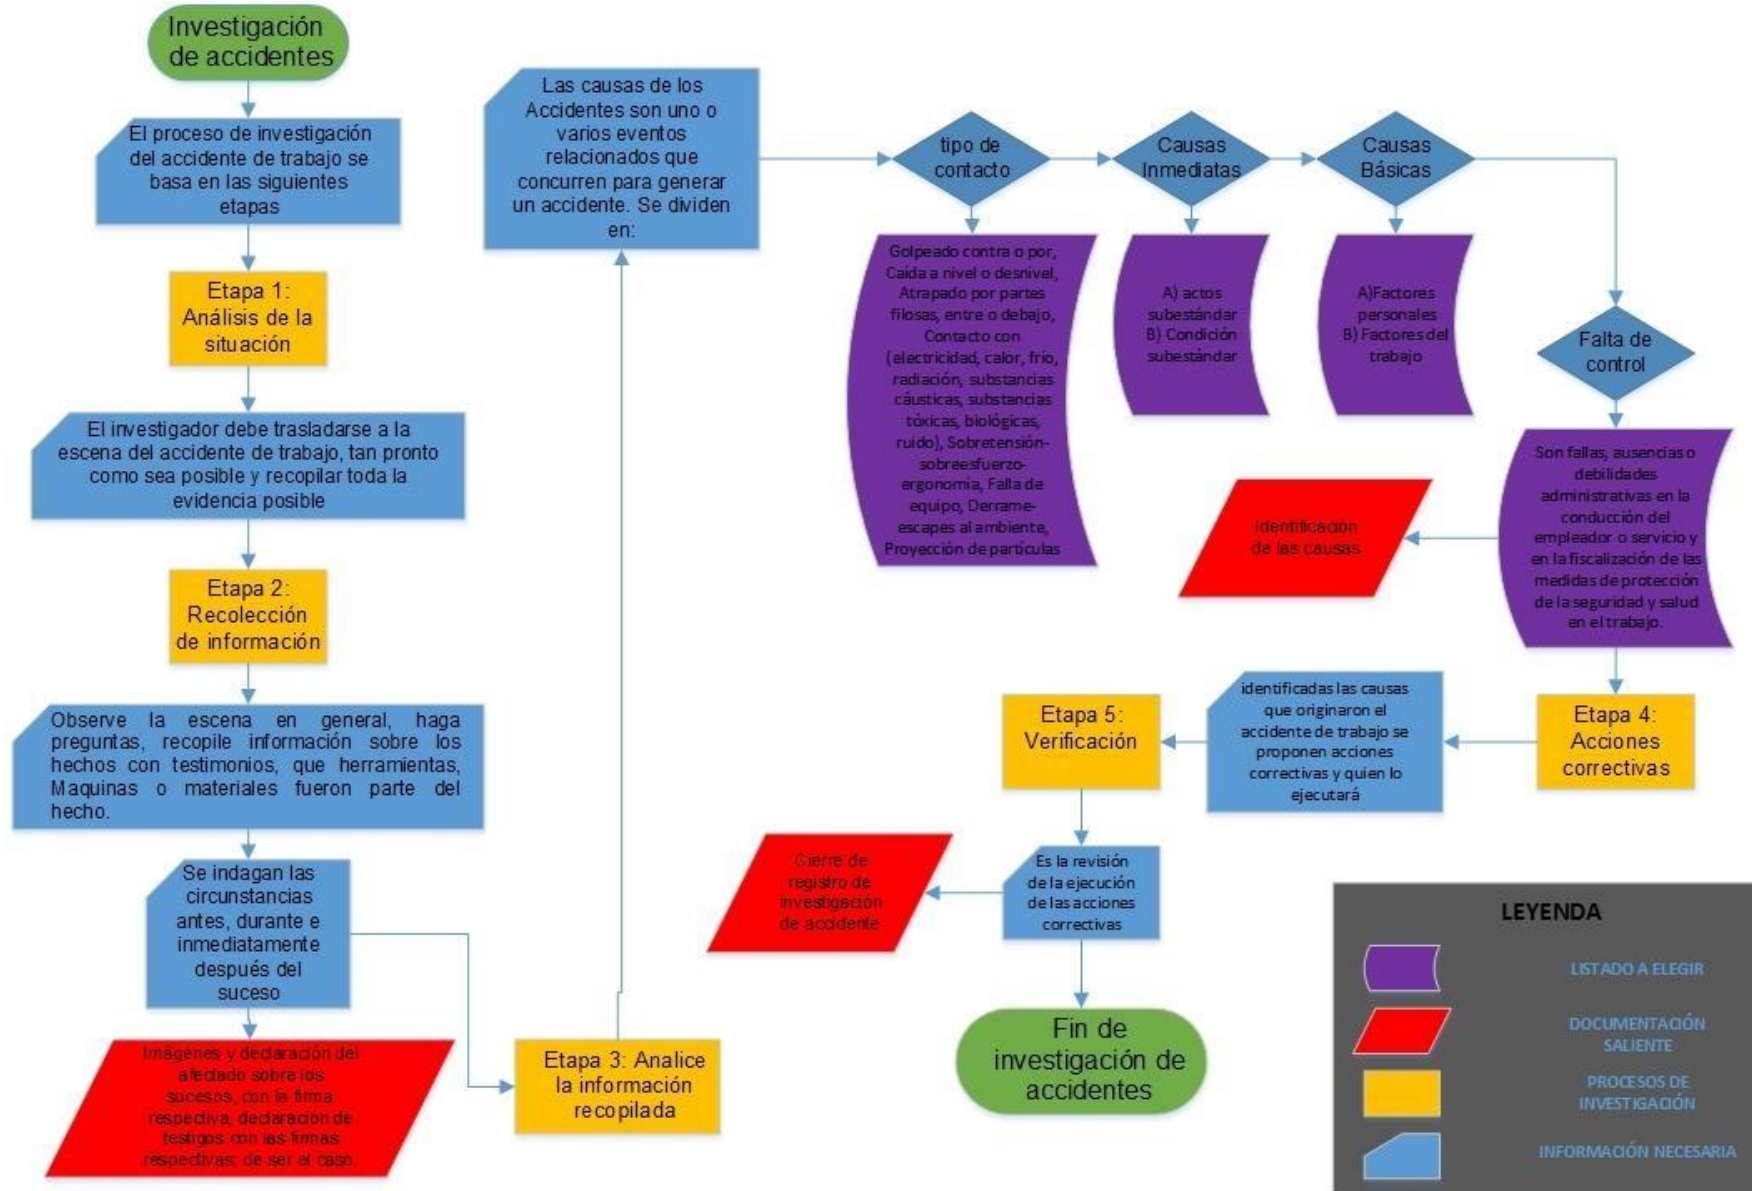 Investigación
de accidentes
El proceso de investigación
del accidente de trabajo se
basa en las siguientes
etapas
Etapa 1:
Análisis de la
situación
El investigador debe trasladarse a la
escena del accidente de trabajo, tan pronto
como sea posible y recopilar toda la
evidencia posible
Etapa 2:
Recolección
de información
Observe la escena en general, haga
preguntas, recopile información sobre los
hechos con testimonios, que herramientas,
Maquinas o materiales fueron parte del
hecho.
Se indagan las
circunstancias
antes, durante e
inmediatamente
después del
suceso
Imágenes y declaración del
afectado sobre los
sucesos, con la firma
respectiva; declaración de
testigos con las firmas
respectivas; de ser el caso.
Etapa 3: Analice
la información
recopilada
Las causas de los
Accidentes son uno o
varios eventos
relacionados que
concurren para generar
un accidente. Se dividen
en:
tipo de
contacto
Golpeado contra o por,
Caída a nivel o desnivel,
Atrapado por partes
filosas, entre o debajo,
Contacto con
(electricidad, calor, frío,
radiación, substancias
cáusticas, substancias
tóxicas, biológicas,
ruido), Sobretensión-
sobreesfuerzo-
ergonomía, Falla de
equipo, Derrame-
escapes al ambiente,
Proyección de partículas
Causas
Inmediatas
A) actos
subestándar
B) Condición
subestándar
Causas
Básicas
A)Factores
personales
B) Factores del
trabajo
Falta de
control
Son fallas, ausencias o
debilidades
administrativas en la
conducción del
empleador o servicio y
en la fiscalización de las
medidas de protección
de la seguridad y salud
en el trabajo.
Identificación
de las causas
Etapa 4:
Acciones
correctivas
identificadas las causas
que originaron el
accidente de trabajo se
proponen acciones
correctivas y quien lo
ejecutará
Etapa 5:
Verificación
Es la revisión
de la ejecución
de las acciones
correctivas
Cierre de
registro de
investigación
de accidente
Fin de
investigación de
accidentes
LEYENDA
LISTADO A ELEGIR
DOCUMENTACIÓN
SALIENTE
PROCESOS DE
INVESTIGACIÓN
INFORMACIÓN NECESARIA